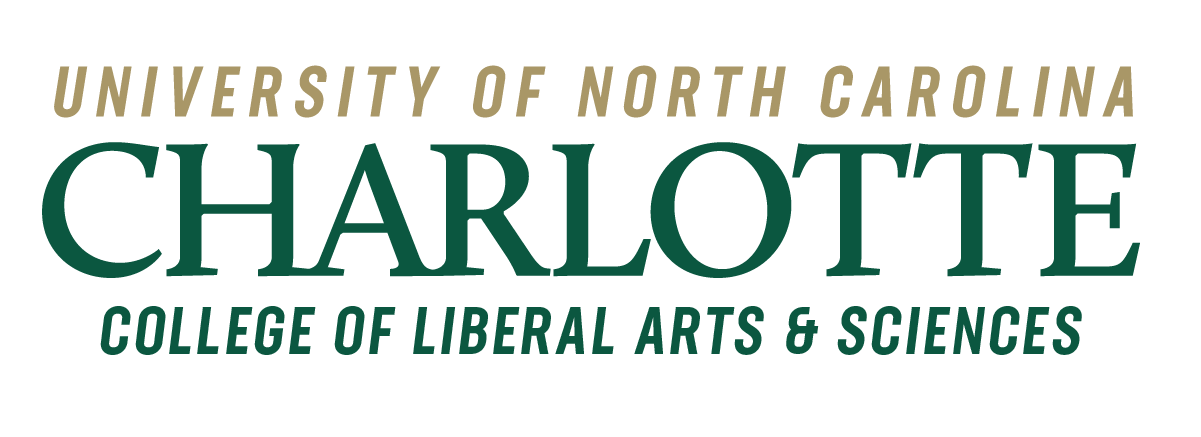 UNIVERSITY OF NORTH CAROLINA
CHARLOTTE
COLLEGE OF LIBERAL ARTS & SCIENCES